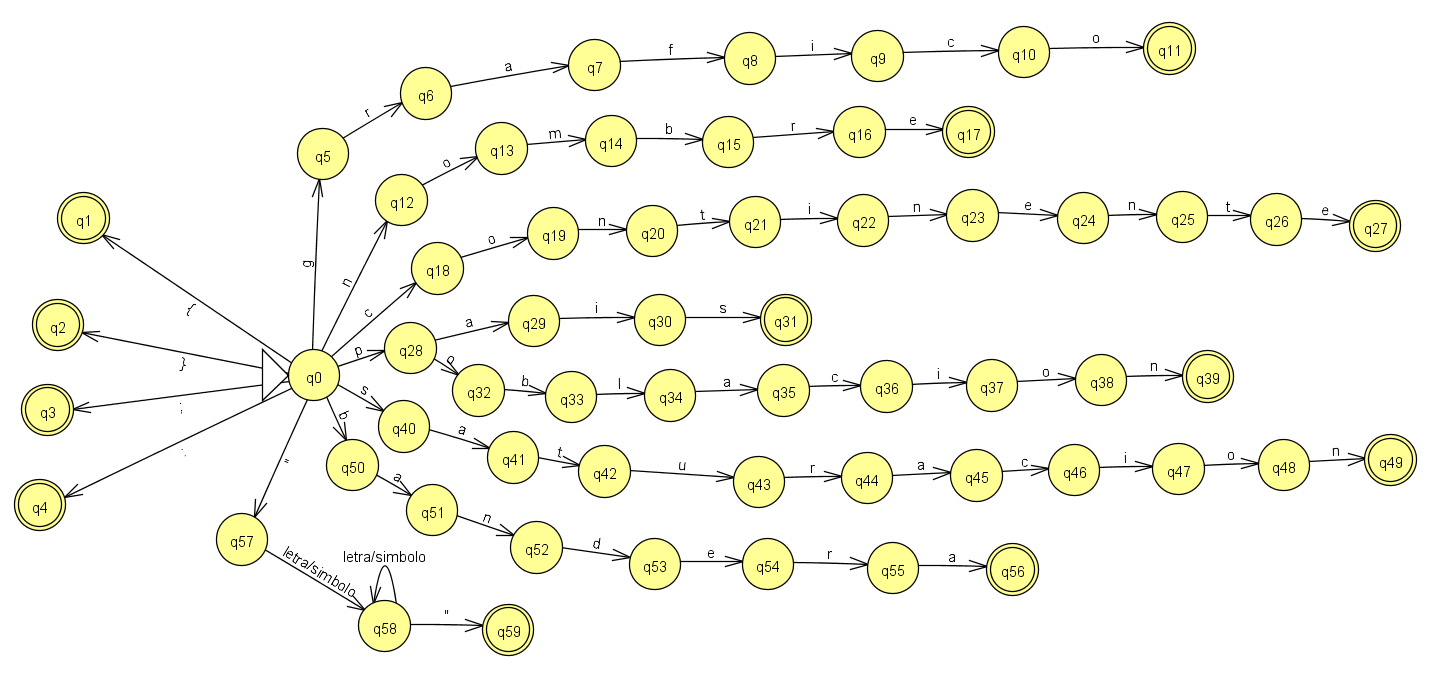 q0
{
q1
}
q2
;
q3
:
q4
g
q5
r
q6
a
q7
f
q8
i
q9
c
q10
o
q11
n
q12
o
q13
m
q14
b
q15
r
q16
e
q17
c
q18
o
q19
n
q20
t
q21
i
q22
n
q23
e
q24
n
q25
t
q26
e
q27
p
q28
a
q29
i
q30
s
q31
o
q32
b
q33
l
q34
a
q35
c
q36
i
q37
o
q38
n
q39
s
q40
a
q41
t
q42
u
q43
r
q44
a
q45
c
q46
i
q47
o
q48
n
q49
b
q50
a
q51
n
q52
d
q53
e
q54
r
q55
a
q56
"
q57
letra/simbolo
q58
letra/simbolo
"
q59